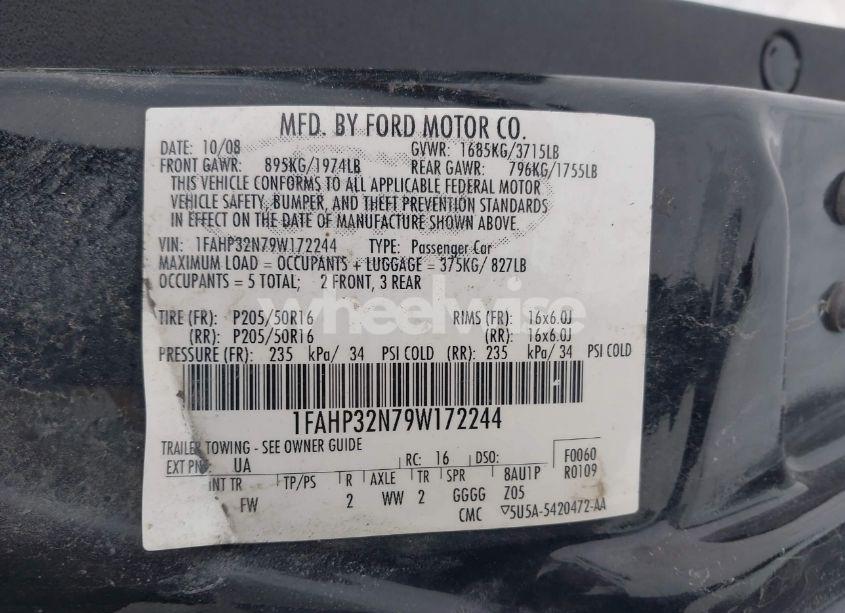 MFD. BY FORD MOTOR CO.
DATE: 10/08 GVWR: 1685KG/3715LB
FRONT GAWR: 895KG/1974LB REAR GAWR: 796KG/1755LB
THIS VEHICLE CONFORMS TO ALL APPLICABLE FEDERAL MOTOR
VEHICLE SAFETY, BUMPER, AND THEFT PREVENTION STANDARDS
IN EFFECT ON THE DATE OF MANUFACTURE SHOWN ABOVE.
VIN: 1FAHP32N79W172244 TYPE: Passenger Car
MAXIMUM LOAD = OCCUPANTS + LUGGAGE = 375KG/ 827LB
OCCUPANTS = 5 TOTAL; 2 FRONT, 3 REAR
wheelwise
TIRE (FR): P205/50R16 RIMS (FR): 16x6.0J
(RR): P205/50R16 (RR): 16x6.0J
PRESSURE (FR): 235 kPa/ 34 PSI COLD (RR): 235 kPa/ 34 PSI COLD
1FAHP32N79W172244
TRAILER TOWING - SEE OWNER GUIDE
EXT PNT: UA RC: 16 DSO: F0060
INT TR TP/PS R AXLE TR SPR 8AU1P R0109
FW 2 WW 2 GGGG Z05
CMC ▽5U5A-5420472-AA